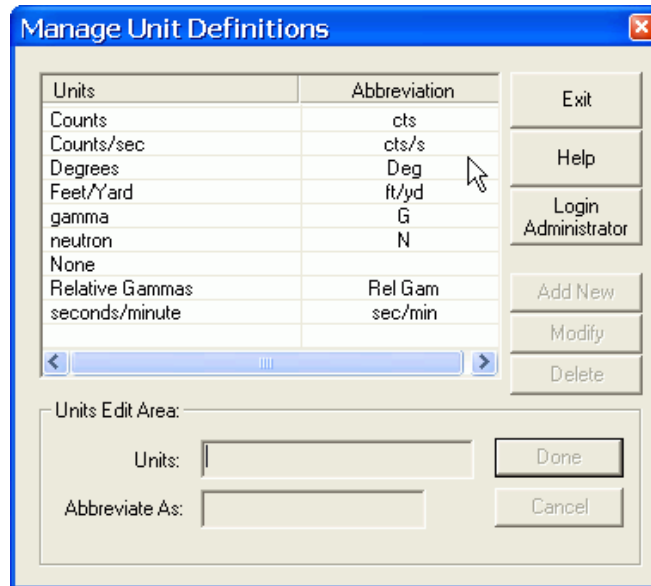 Manage Unit Definitions
Units Abbreviation
Counts cts
Counts/sec cts/s
Degrees Deg
Feet/Yard ft/yd
gamma G
neutron N
None
Relative Gammas Rel Gam
seconds/minute sec/min
Exit
Help
Login
Administrator
Add New
Modify
Delete
Units Edit Area:
Units:
Done
Abbreviate As:
Cancel